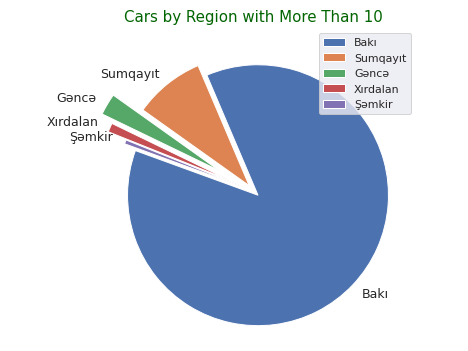 Cars by Region with More Than 10
Bakı
Sumqayıt
Gəncə
Xırdalan
Şəmkir
Sumqayıt
Gəncə
Xırdalan
Şəmkir
Bakı